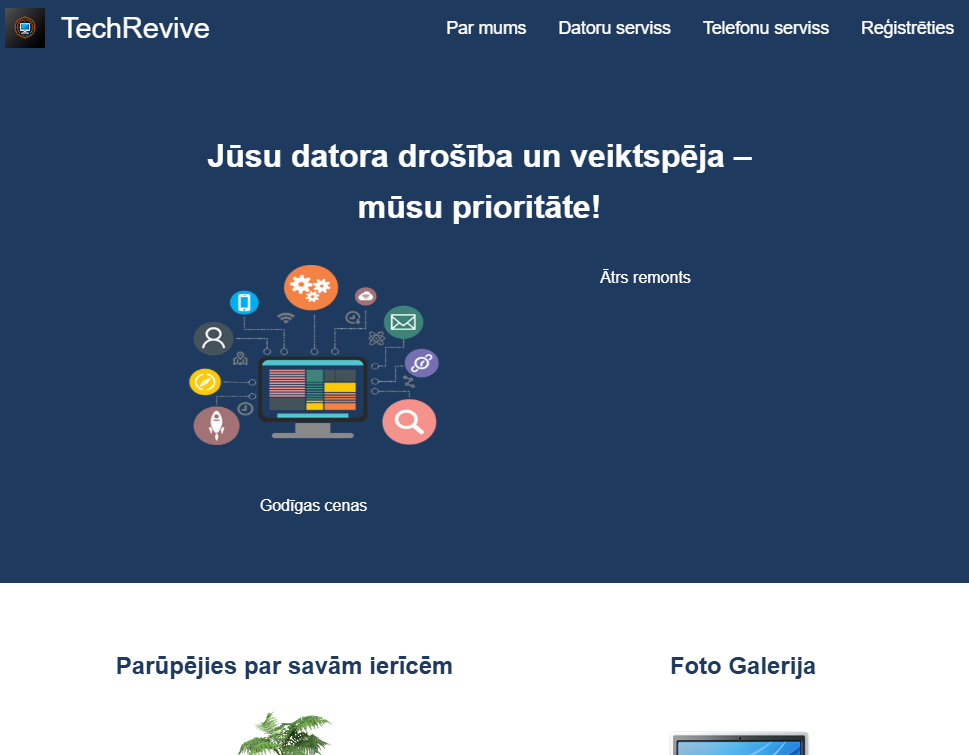 TechRevive
Par mums
Datoru serviss
Telefonu serviss
Reģistrēties
Jūsu datora drošība un veiktspēja –
mūsu prioritāte!
Ātrs remonts
Godīgas cenas
Parūpējies par savām ierīcēm
Foto Galerija